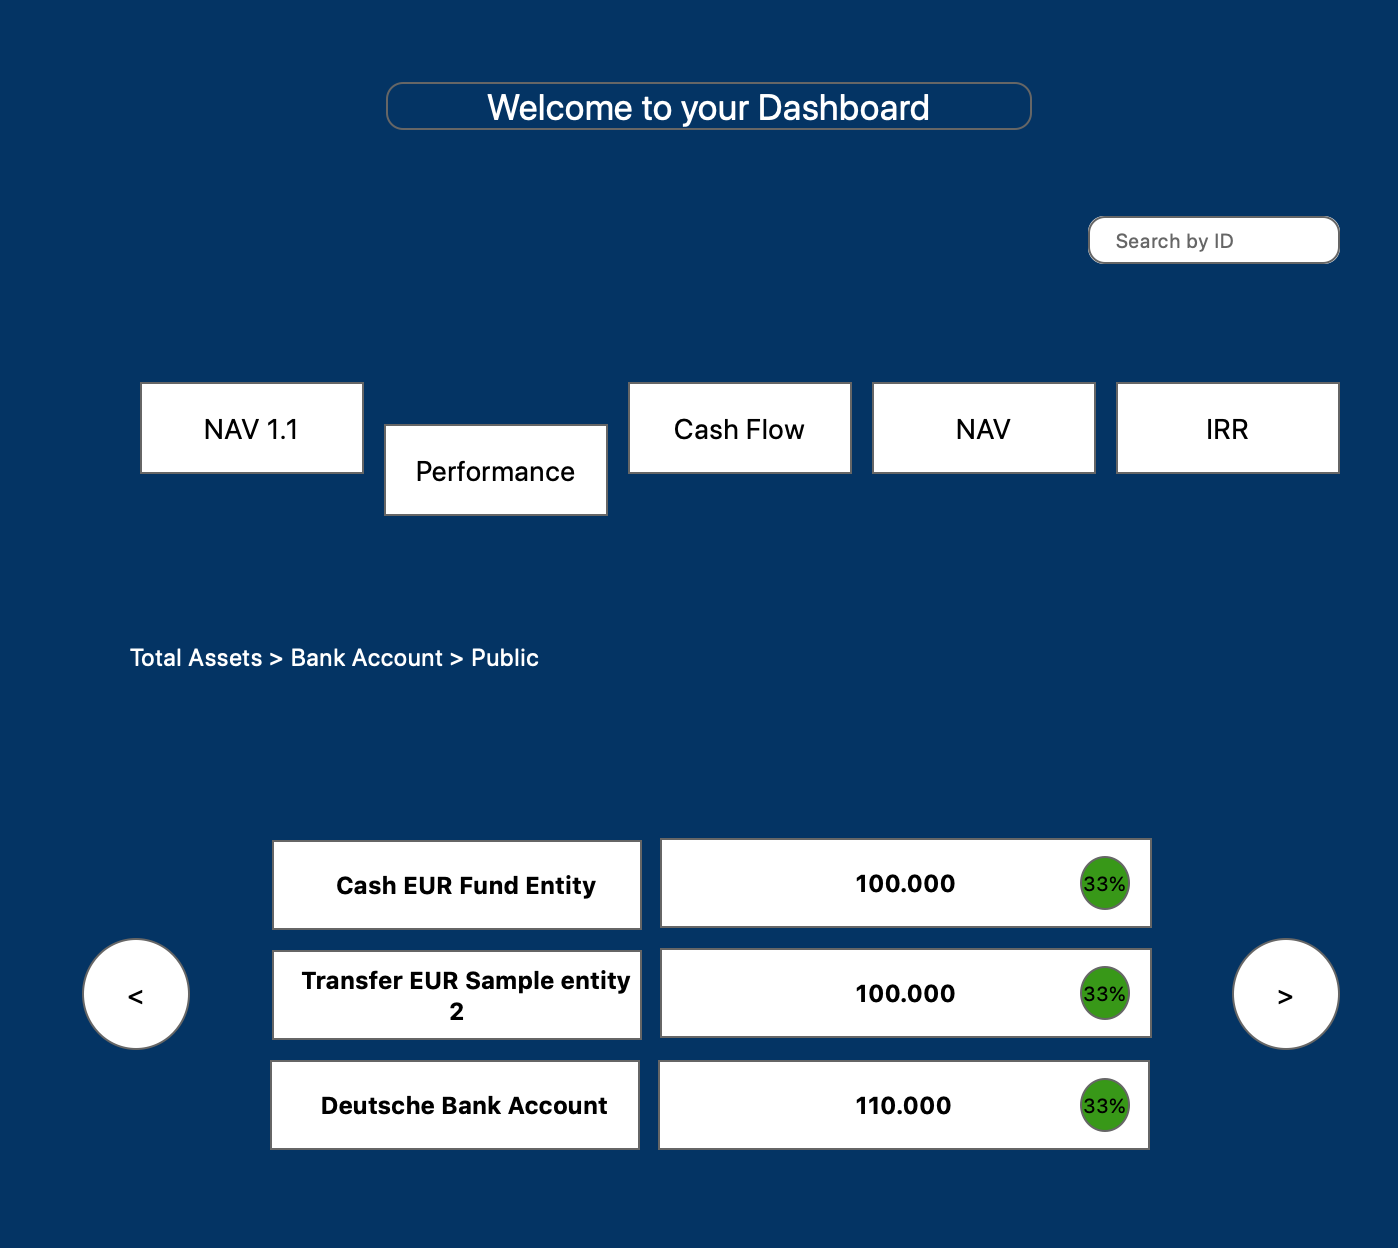 Welcome to your Dashboard
Search by ID
NAV 1.1
Performance
Cash Flow
NAV
IRR
Total Assets > Bank Account > Public
Cash EUR Fund Entity
100.000
33%
Transfer EUR Sample entity
2
100.000
33%
<
>
Deutsche Bank Account
110.000
33%